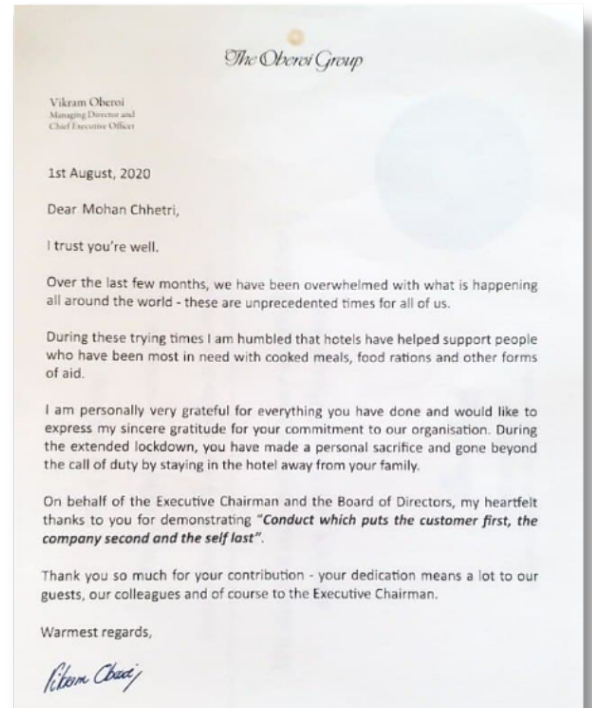 The Oberoi Group
Vikram Oberoi
Managing Director and
Chief Executive Officer
1st August, 2020
Dear Mohan Chhetri,
I trust you're well.
Over the last few months, we have been overwhelmed with what is happening
all around the world - these are unprecedented times for all of us.
During these trying times I am humbled that hotels have helped support people
who have been most in need with cooked meals, food rations and other forms
of aid.
I am personally very grateful for everything you have done and would like to
express my sincere gratitude for your commitment to our organisation. During
the extended lockdown, you have made a personal sacrifice and gone beyond
the call of duty by staying in the hotel away from your family.
On behalf of the Executive Chairman and the Board of Directors, my heartfelt
thanks to you for demonstrating "Conduct which puts the customer first, the
company second and the self last".
Thank you so much for your contribution - your dedication means a lot to our
guests, our colleagues and of course to the Executive Chairman.
Warmest regards,
Vikram Oberoi